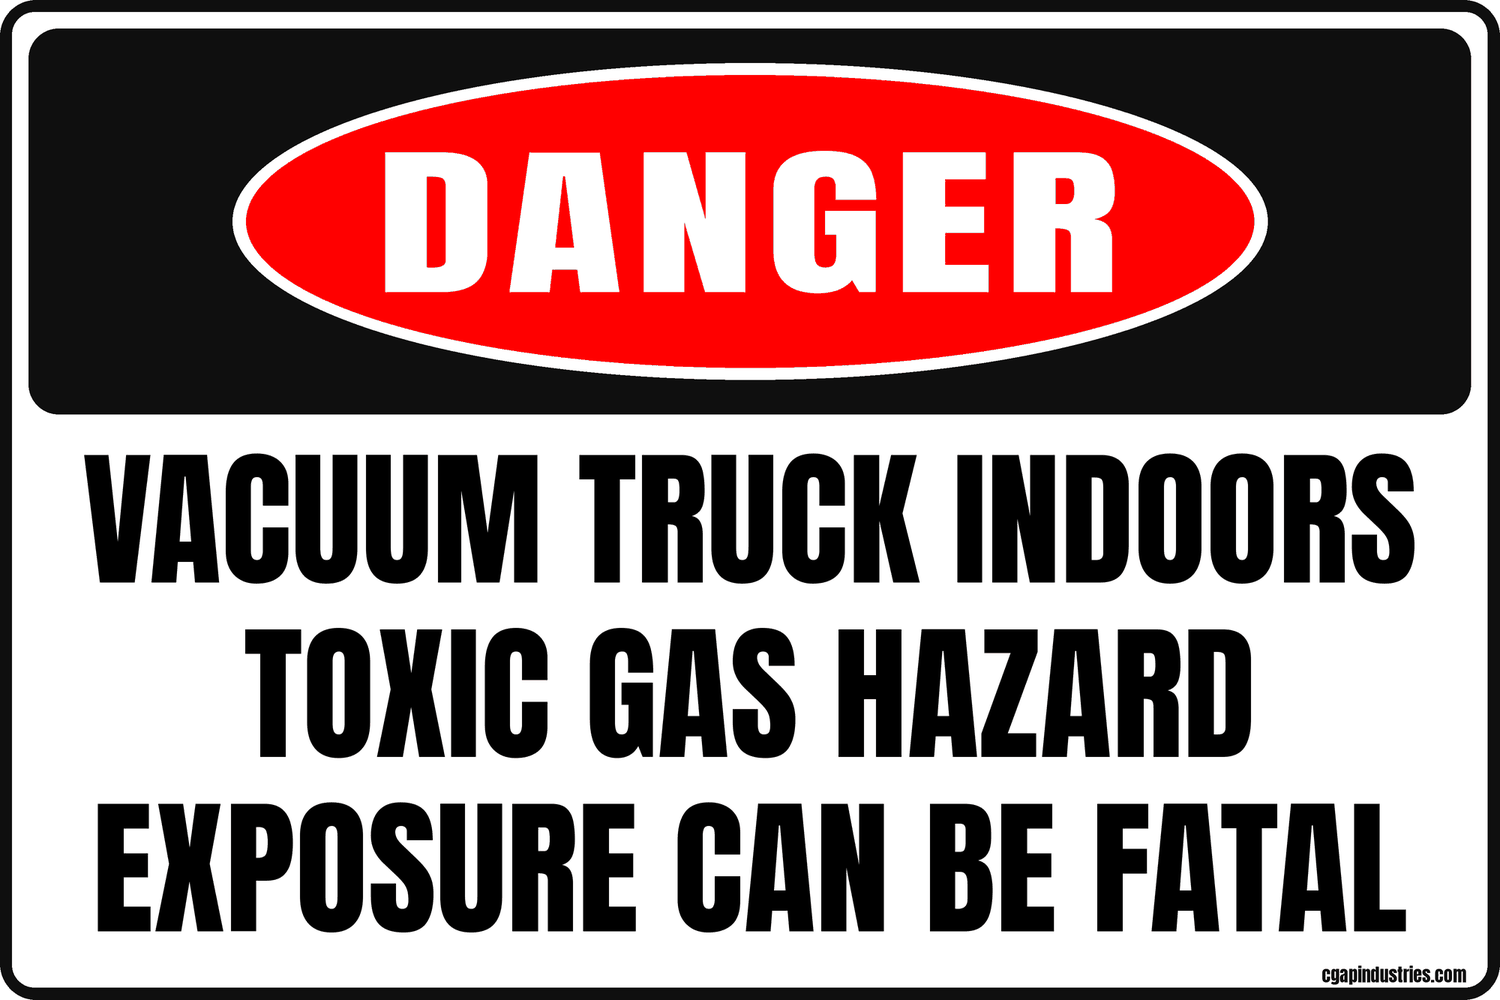 DANGER
VACUUM TRUCK INDOORS
TOXIC GAS HAZARD
EXPOSURE CAN BE FATAL
cgapindustries.com